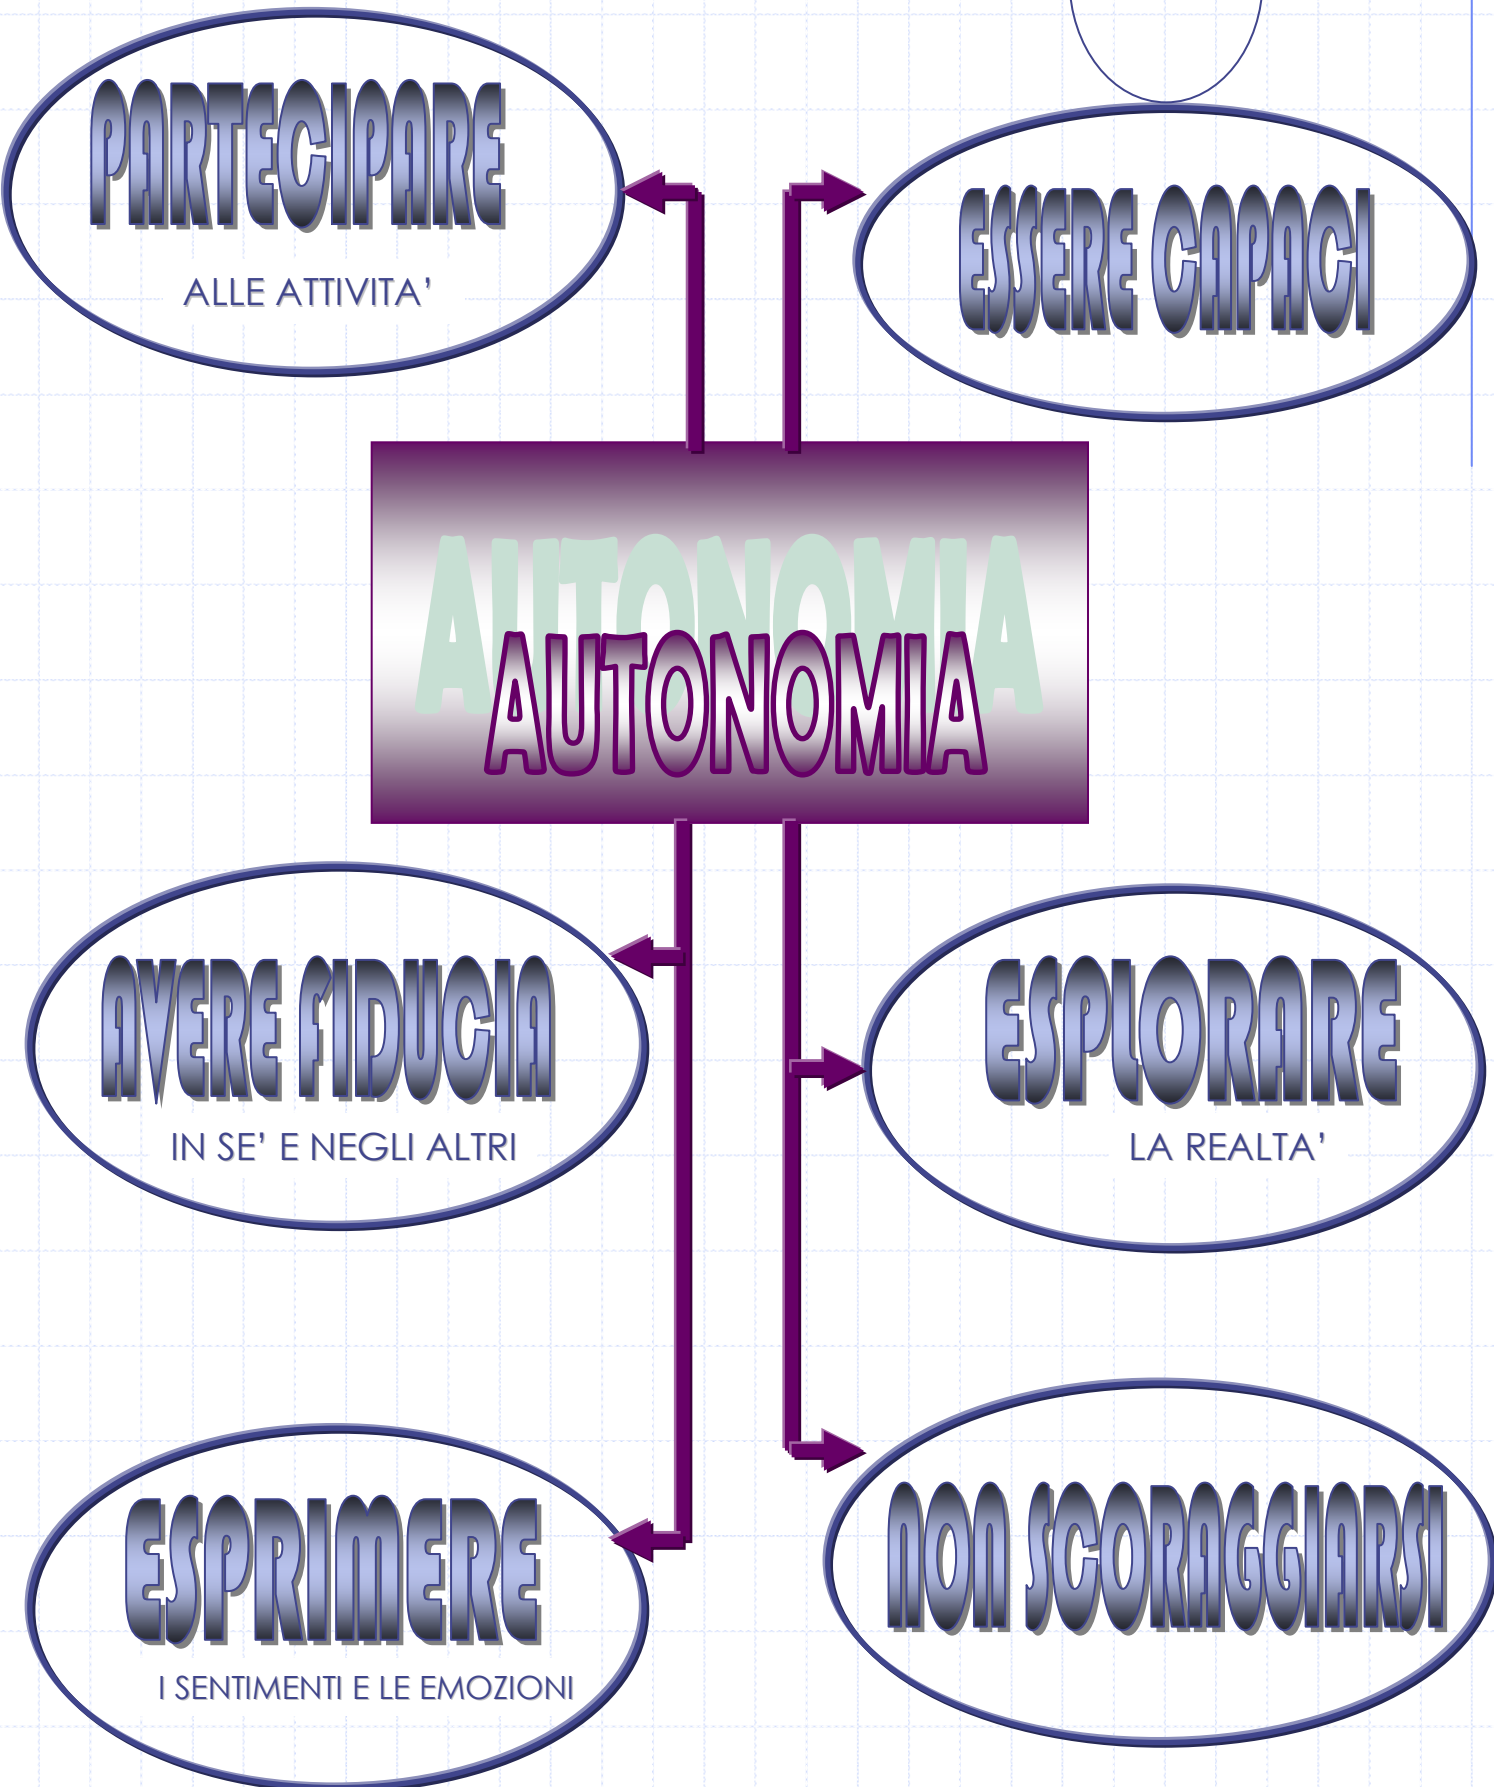 PARTECIPARE
ALLE ATTIVITA’
ESSERE CAPACI
AUTONOMIA
AUTONOMIA
AVERE FIDUCIA
IN SE’ E NEGLI ALTRI
ESPLORARE
LA REALTA’
ESPRIMERE
I SENTIMENTI E LE EMOZIONI
NON SCORAGGIARSI